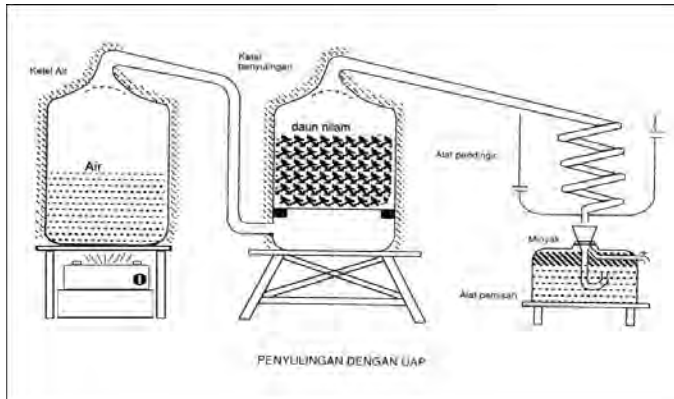 Ketel Air
Air
Ketel
penyulingan
daun nilam
Alat pendingin
Minyak
Alat pemisah
PENYULINGAN DENGAN UAP